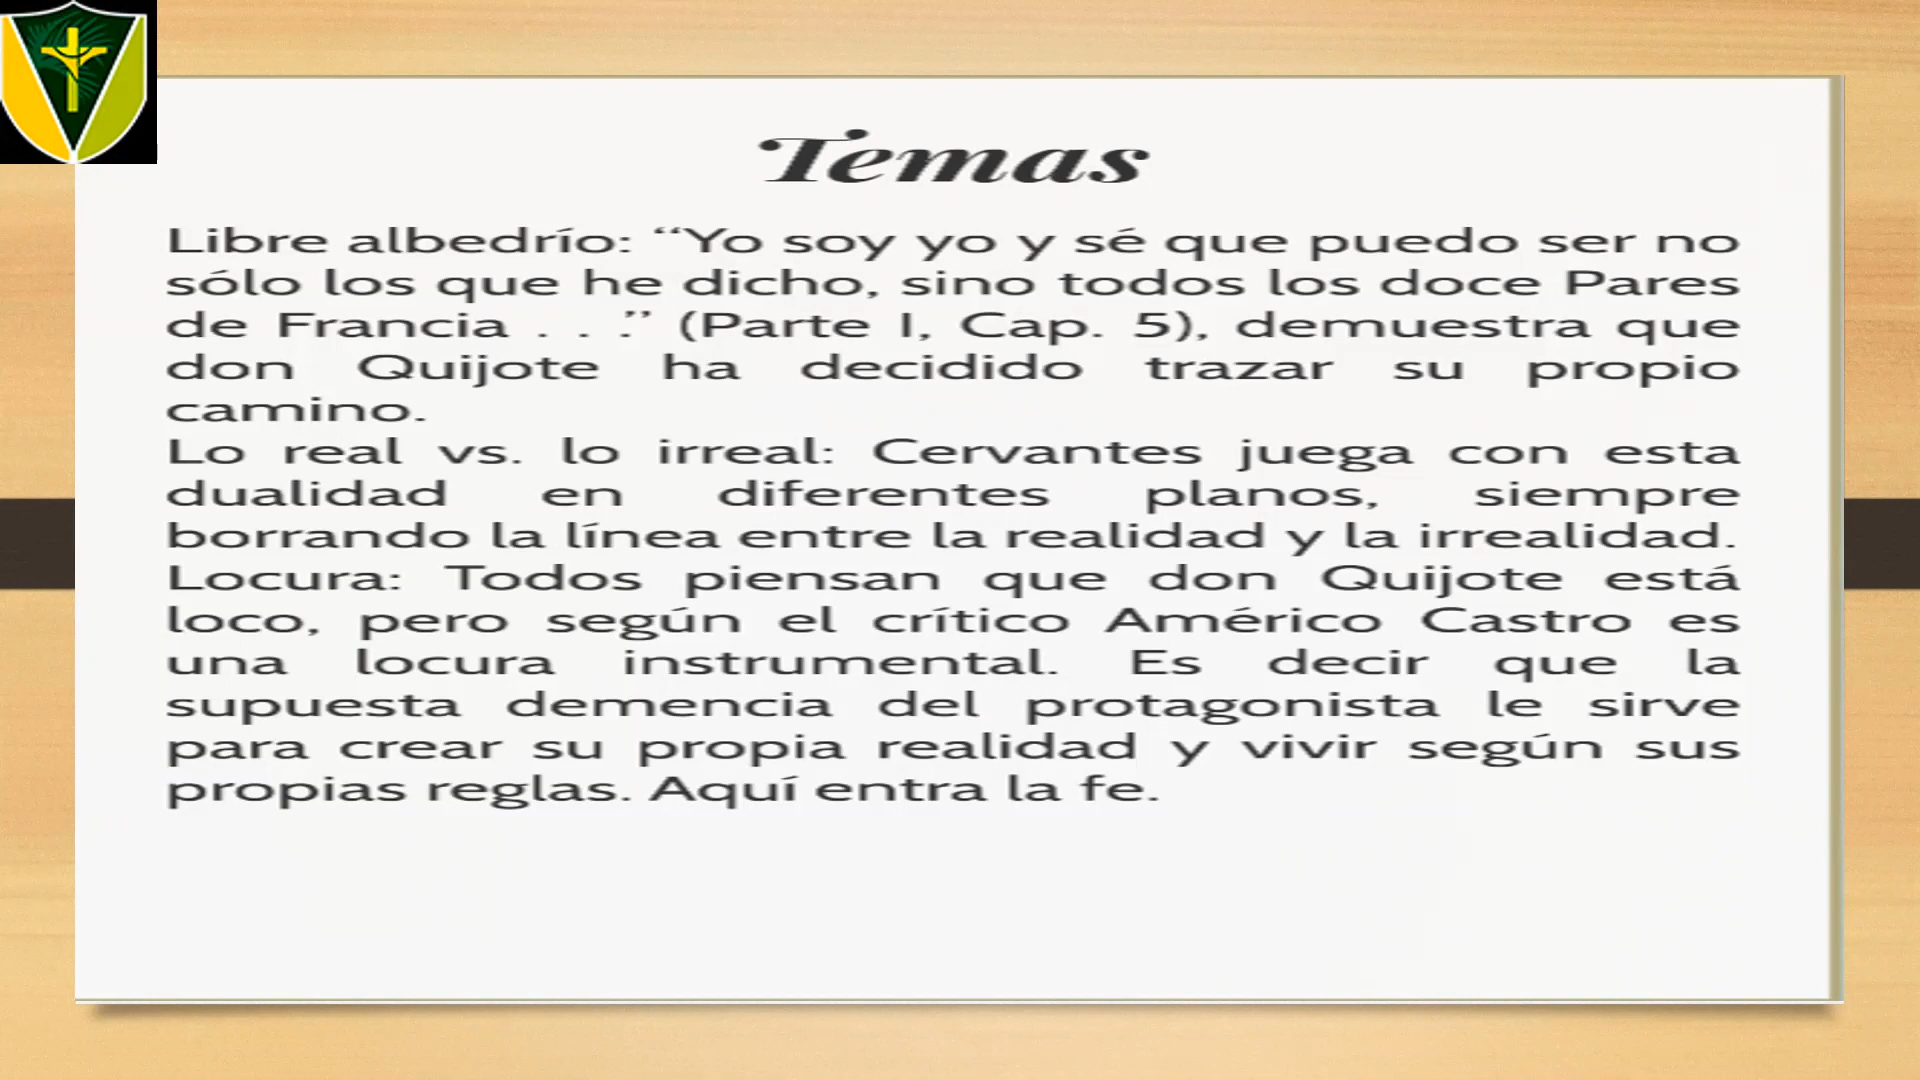 Temas
Libre albedrío: “Yo soy yo y sé que puedo ser no
sólo los que he dicho, sino todos los doce Pares
de Francia . . .” (Parte I, Cap. 5), demuestra que
don Quijote ha decidido trazar su propio
camino.
Lo real vs. lo irreal: Cervantes juega con esta
dualidad en diferentes planos, siempre
borrando la línea entre la realidad y la irrealidad.
Locura: Todos piensan que don Quijote está
loco, pero según el crítico Américo Castro es
una locura instrumental. Es decir que la
supuesta demencia del protagonista le sirve
para crear su propia realidad y vivir según sus
propias reglas. Aquí entra la fe.